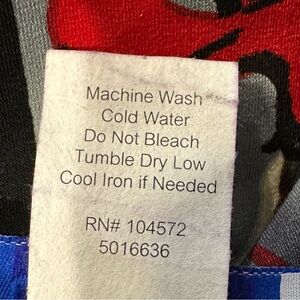 Machine Wash
Cold Water
Do Not Bleach
Tumble Dry Low
Cool Iron if Needed
RN# 104572
5016636